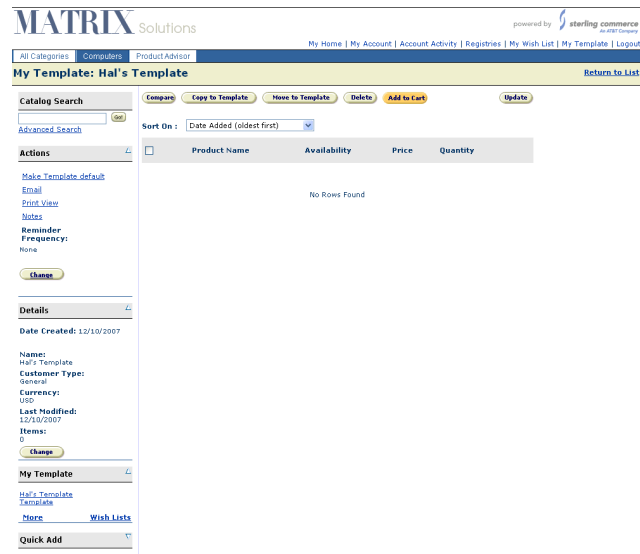 MATRIX Solutions
powered by sterling commerce
An AT&T Company
My Home | My Account | Account Activity | Registries | My Wish List | My Template | Logout
All Categories Computers Product Advisor
My Template: Hal's Template Return to List
Catalog Search
Go!
Advanced Search
Compare Copy to Template Move to Template Delete Add to Cart Update
Sort On : Date Added (oldest first)
Product Name Availability Price Quantity
No Rows Found
Actions
Make Template default
Email
Print View
Notes
Reminder
Frequency:
None
Change
Details
Date Created: 12/10/2007
Name:
Hal's Template
Customer Type:
General
Currency:
USD
Last Modified:
12/10/2007
Items:
0
Change
My Template
Hal's Template
Template
More Wish Lists
Quick Add